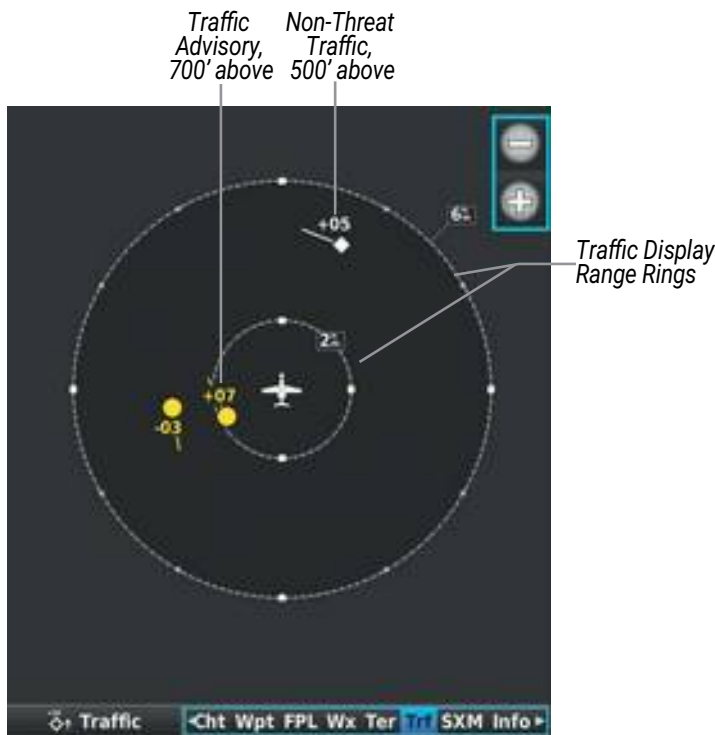 Traffic
Advisory,
700' above
Non-Threat
Traffic,
500' above
+05
6
Traffic Display
Range Rings
2
+07
-03
Traffic
Cht Wpt FPL Wx Ter Trf SXM Info